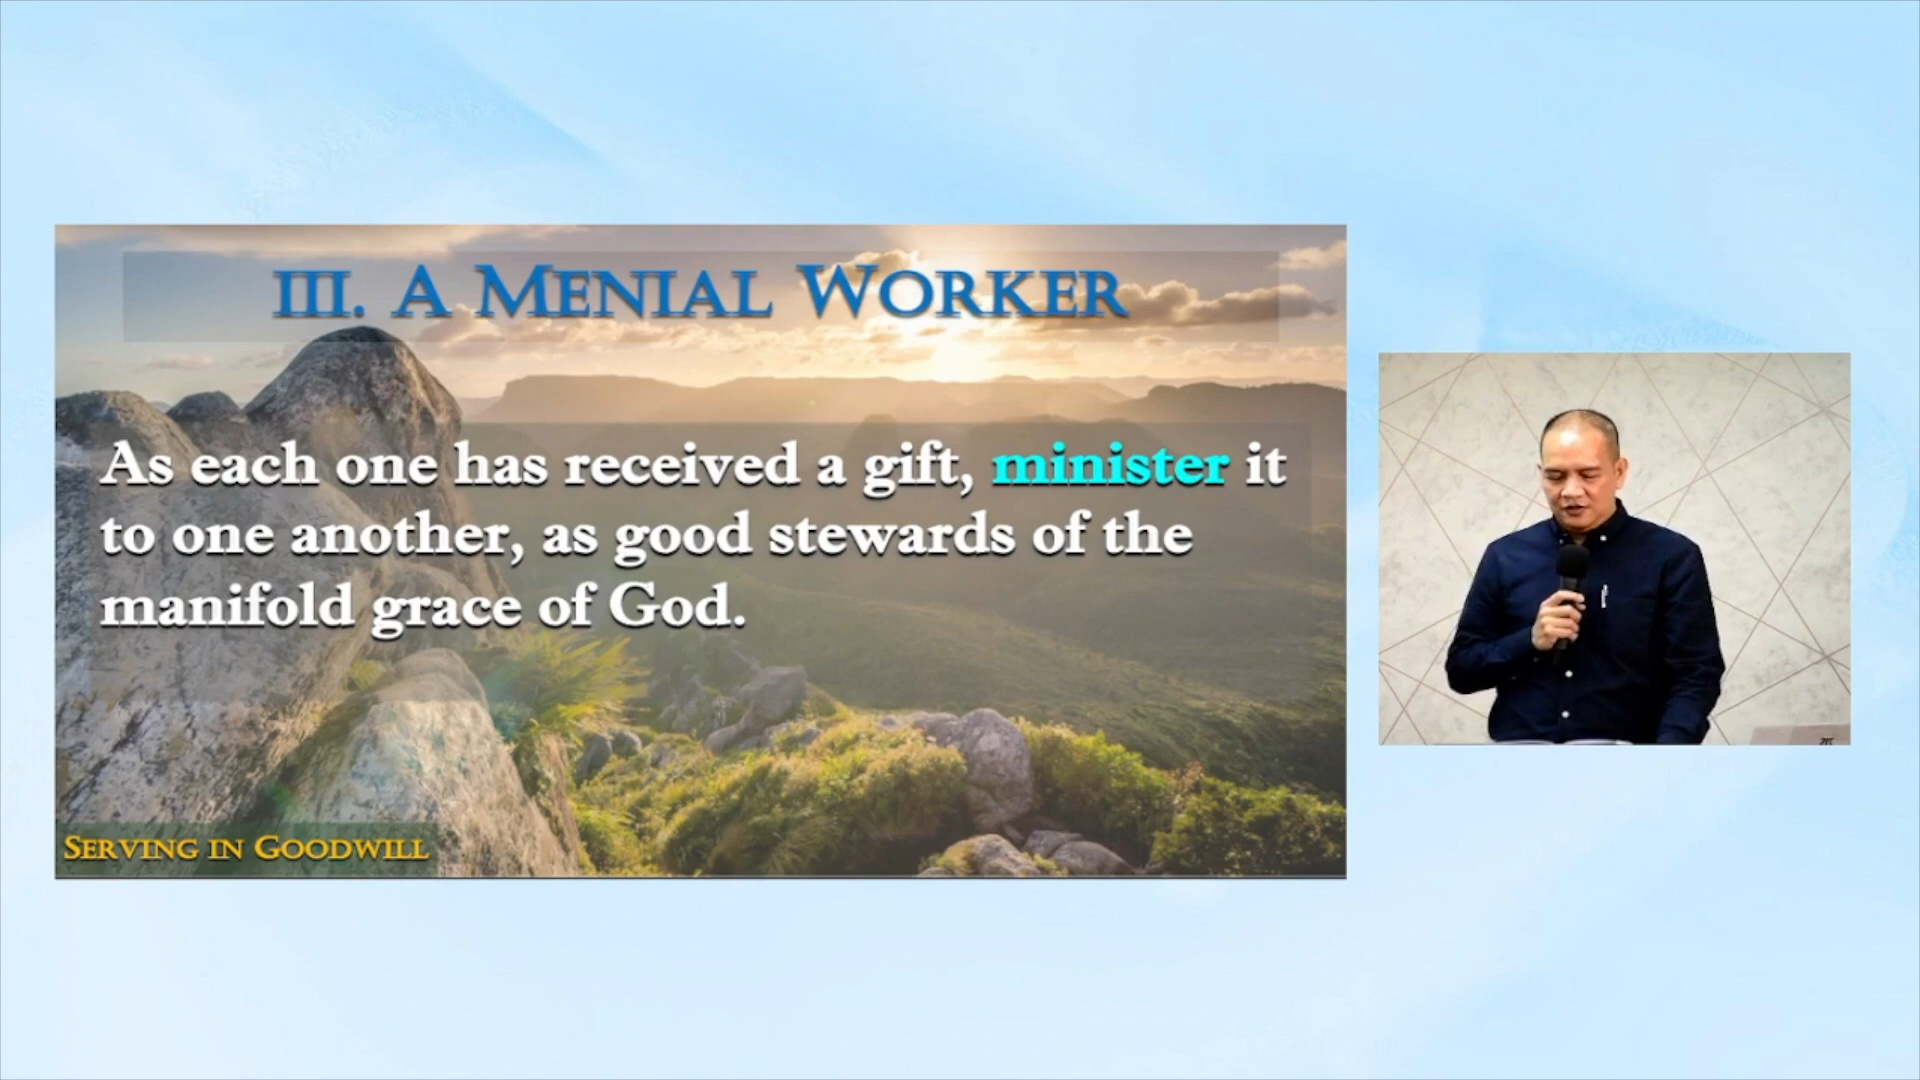 III. A MENIAL WORKER
As each one has received a gift, minister it
to one another, as good stewards of the
manifold grace of God.
SERVING IN GOODWILL